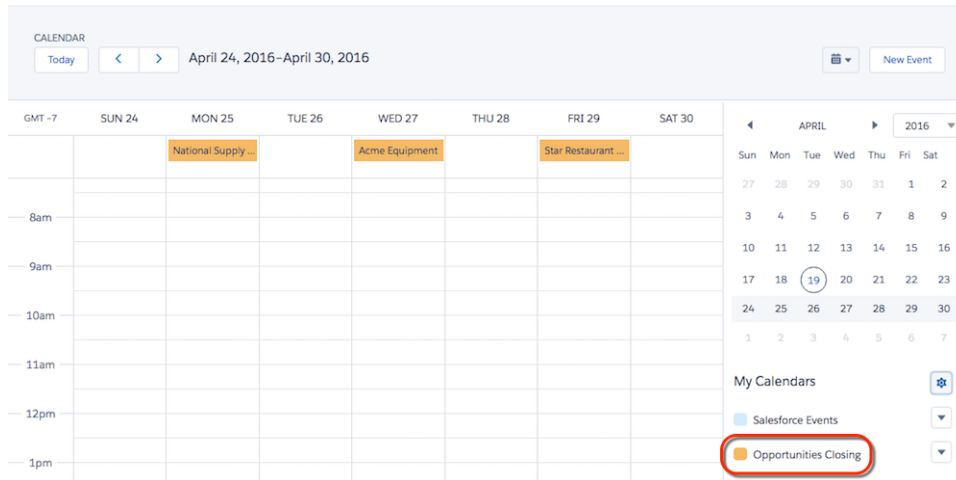 CALENDAR
Today
April 24, 2016–April 30, 2016
New Event
GMT -7 SUN 24 MON 25 TUE 26 WED 27 THU 28 FRI 29 SAT 30
National Supply ... Acme Equipment Star Restaurant ...
8am
9am
10am
11am
12pm
1pm
APRIL 2016
Sun Mon Tue Wed Thu Fri Sat
27 28 29 30 31 1 2
3 4 5 6 7 8 9
10 11 12 13 14 15 16
17 18 19 20 21 22 23
24 25 26 27 28 29 30
1 2 3 4 5 6 7
My Calendars
Salesforce Events
Opportunities Closing